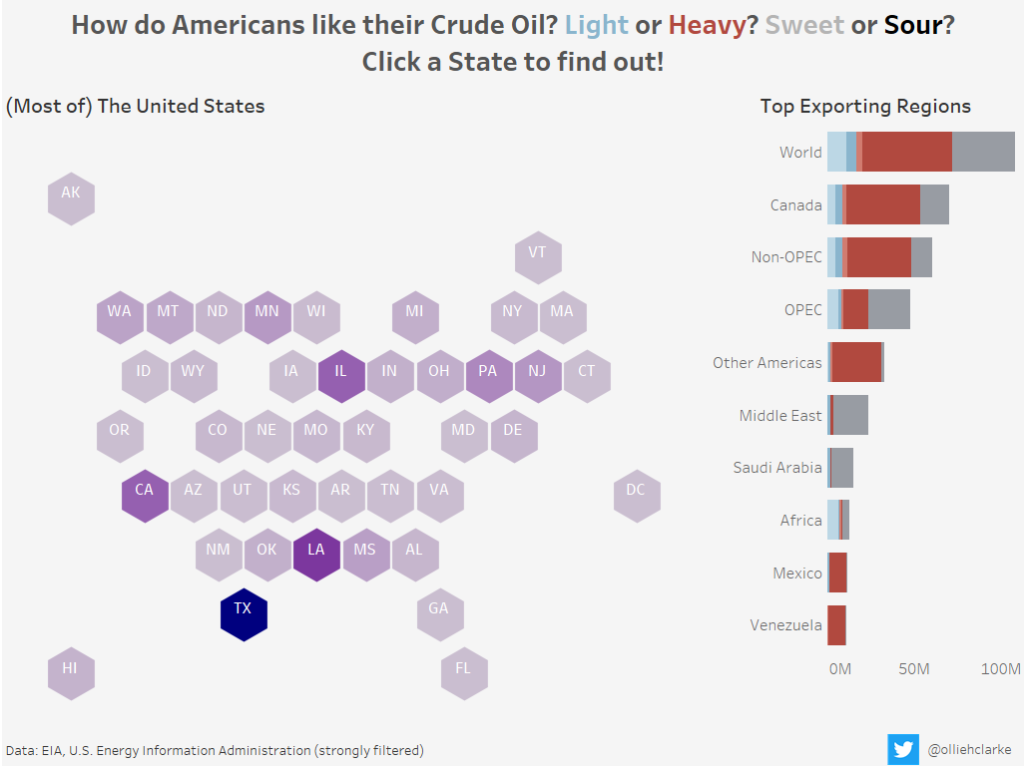 How do Americans like their Crude Oil? Light or Heavy? Sweet or Sour?
Click a State to find out!
(Most of) The United States
Top Exporting Regions
AK
VT
WA MT ND MN WI MI NY MA
ID WY IA IL IN OH PA NJ CT
OR CO NE MO KY MD DE
CA AZ UT KS AR TN VA DC
NM OK LA MS AL
TX GA
HI FL
World
Canada
Non-OPEC
OPEC
Other Americas
Middle East
Saudi Arabia
Africa
Mexico
Venezuela
0M 50M 100M
Data: EIA, U.S. Energy Information Administration (strongly filtered)
@olliehclarke